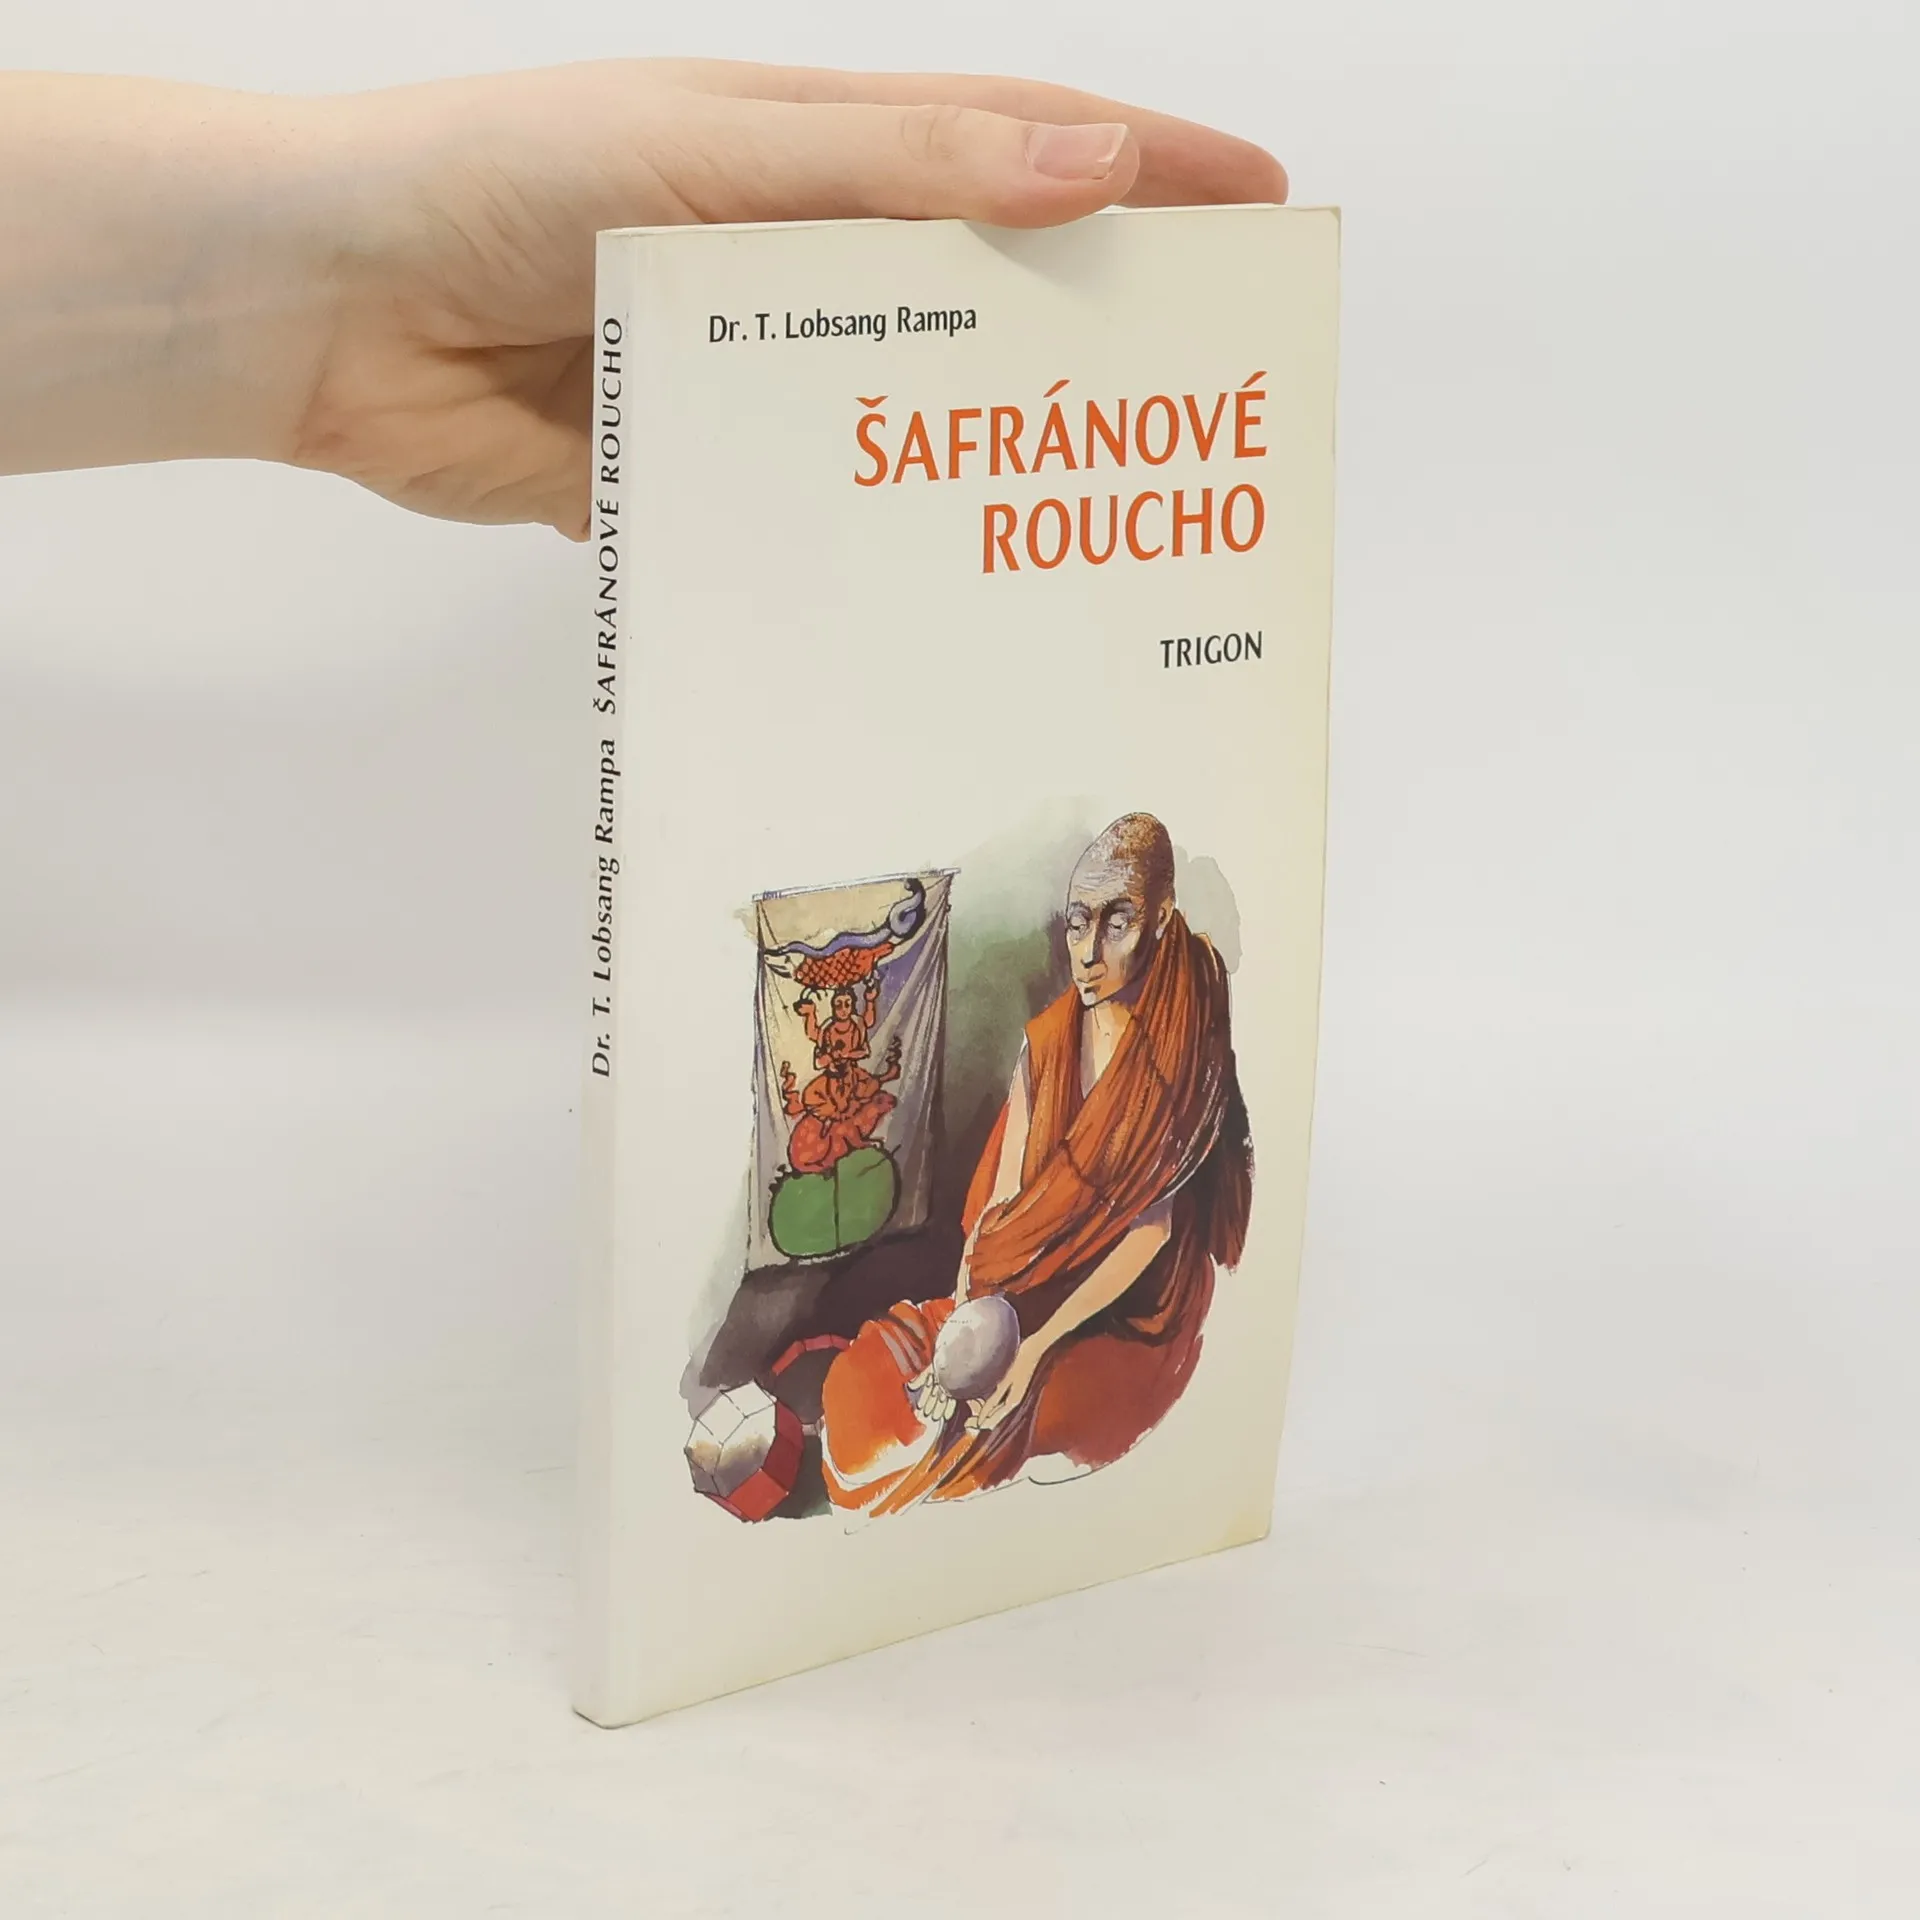 Dr. T. Lobsang Rampa
ŠAFRÁNOVÉ
ROUCHO
TRIGON
Dr. T. Lobsang Rampa ŠAFRÁNOVÉ ROUCHO